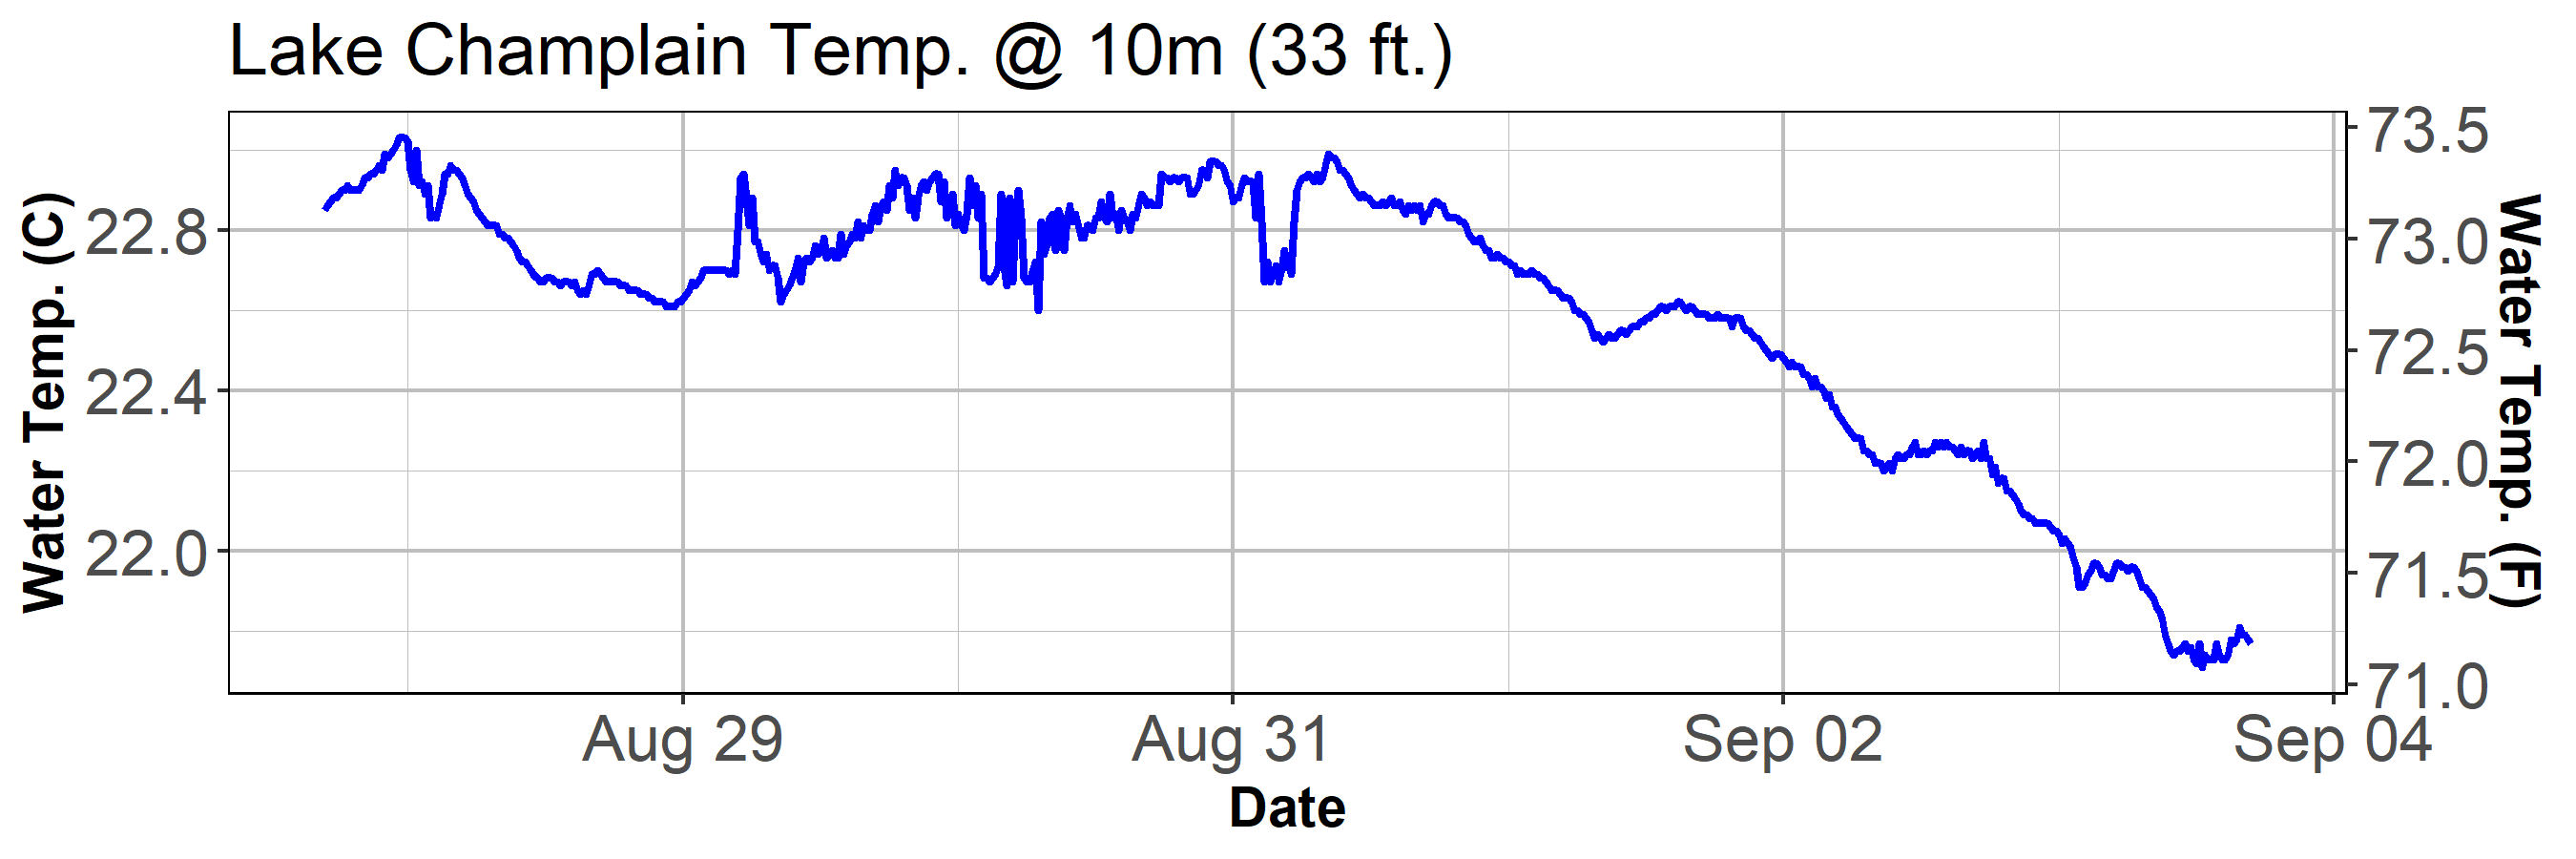 Lake Champlain Temp. @ 10m (33 ft.)
Water Temp. (C)
22.8
22.4
22.0
73.5
73.0
72.5
72.0
71.5
71.0
Water Temp. (F)
Aug 29
Aug 31
Sep 02
Sep 04
Date